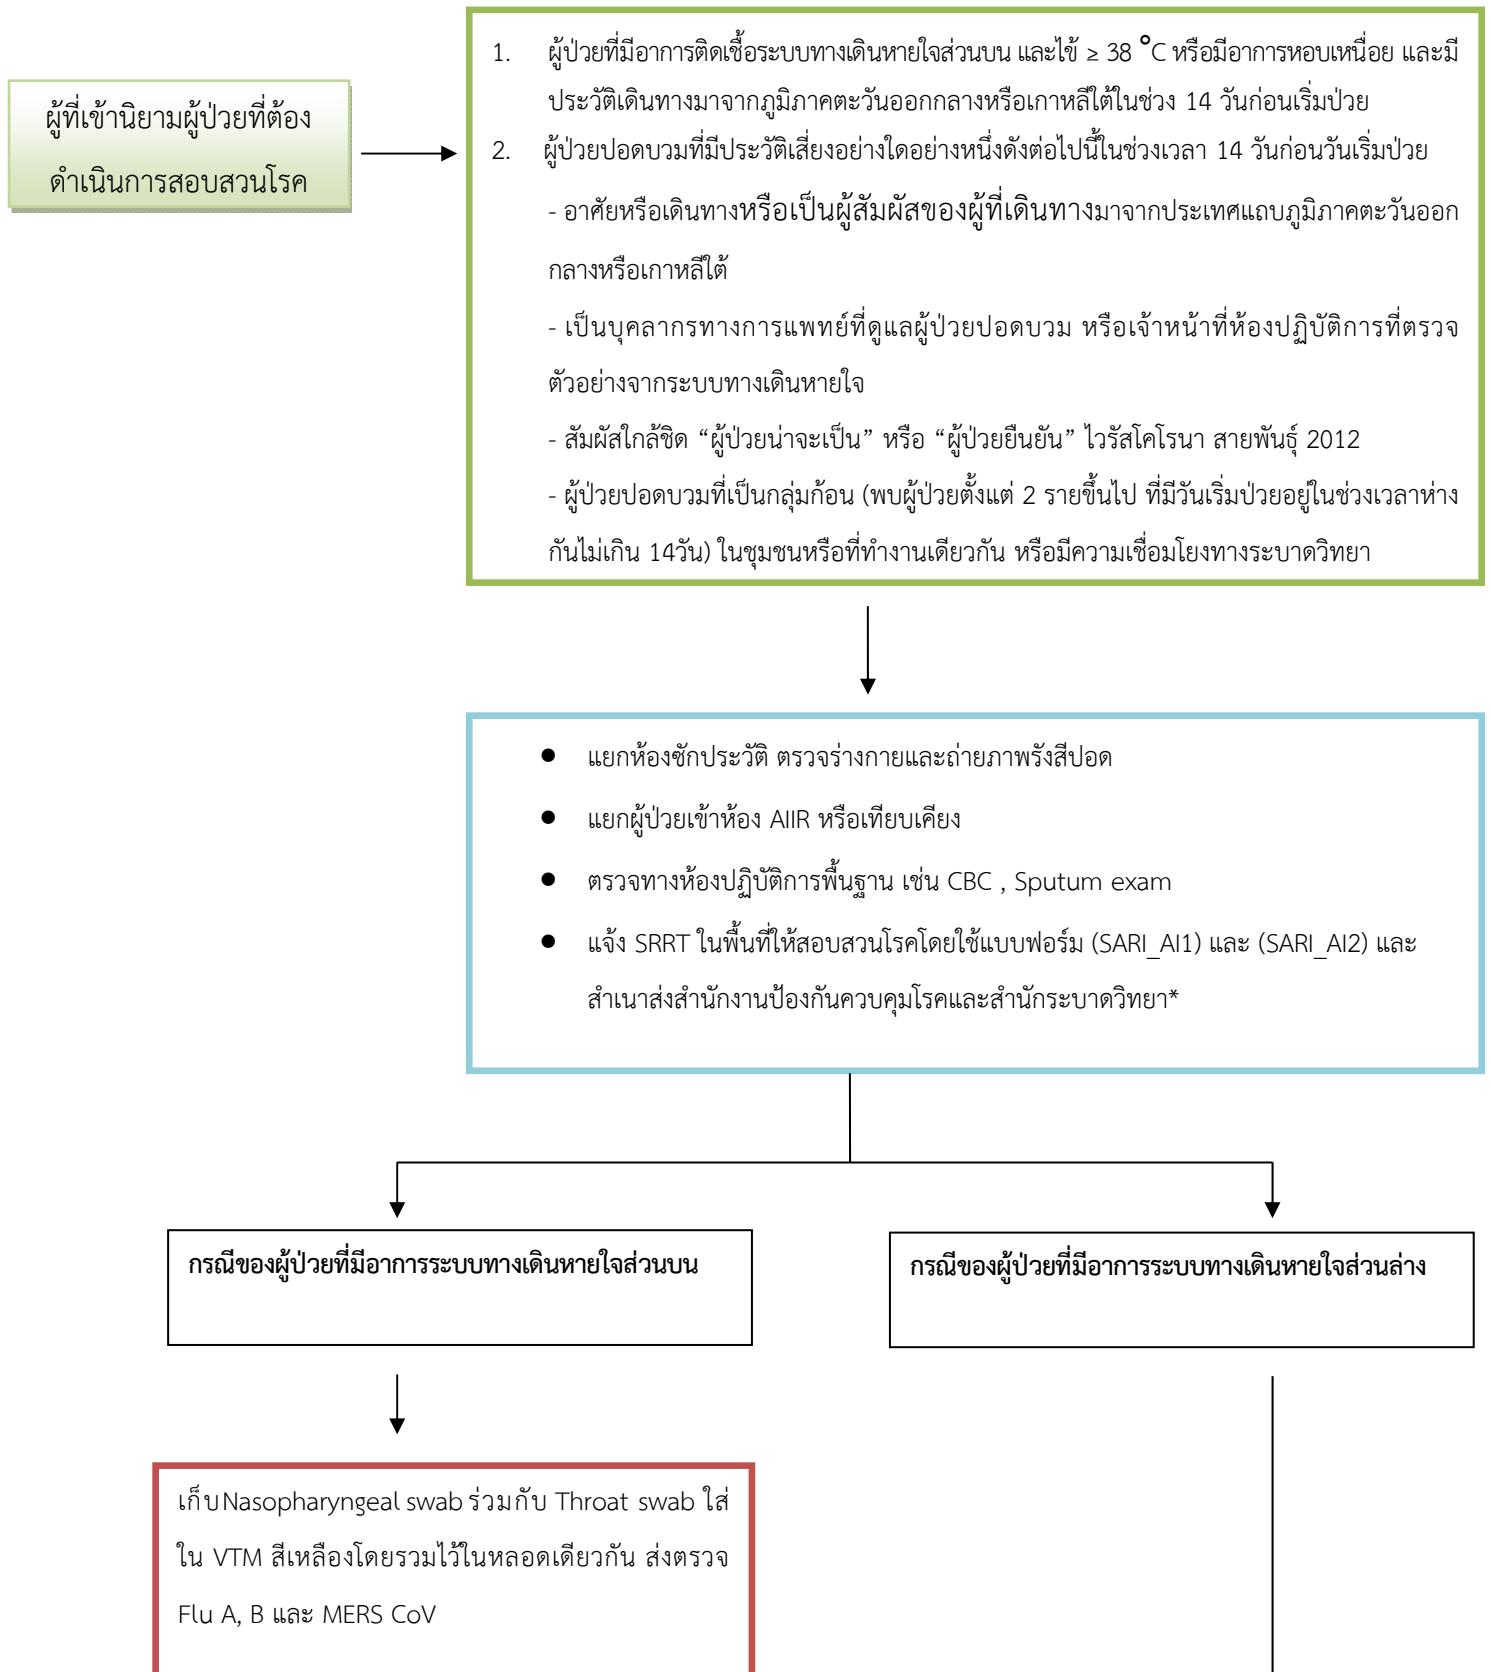 ผู้ที่เข้านิยามผู้ป่วยที่ต้อง
ดำเนินการสอบสวนโรค
1. ผู้ป่วยที่มีอาการติดเชื้อระบบทางเดินหายใจส่วนบน และไข้ ≥ 38 °C หรือมีอาการหอบเหนื่อย และมี
ประวัติเดินทางมาจากภูมิภาคตะวันออกกลางหรือเกาหลีใต้ในช่วง 14 วันก่อนเริ่มป่วย
2. ผู้ป่วยปอดบวมที่มีประวัติเสี่ยงอย่างใดอย่างหนึ่งดังต่อไปนี้ในช่วงเวลา 14 วันก่อนวันเริ่มป่วย
- อาศัยหรือเดินทางหรือเป็นผู้สัมผัสของผู้ที่เดินทางมาจากประเทศแถบภูมิภาคตะวันออก
กลางหรือเกาหลีใต้
- เป็นบุคลากรทางการแพทย์ที่ดูแลผู้ป่วยปอดบวม หรือเจ้าหน้าที่ห้องปฏิบัติการที่ตรวจ
ตัวอย่างจากระบบทางเดินหายใจ
- สัมผัสใกล้ชิด “ผู้ป่วยน่าจะเป็น” หรือ “ผู้ป่วยยืนยัน” ไวรัสโคโรนา สายพันธุ์ 2012
- ผู้ป่วยปอดบวมที่เป็นกลุ่มก้อน (พบผู้ป่วยตั้งแต่ 2 รายขึ้นไป ที่มีวันเริ่มป่วยอยู่ในช่วงเวลาห่าง
กันไม่เกิน 14วัน) ในชุมชนหรือที่ทำงานเดียวกัน หรือมีความเชื่อมโยงทางระบาดวิทยา
● แยกห้องซักประวัติ ตรวจร่างกายและถ่ายภาพรังสีปอด
● แยกผู้ป่วยเข้าห้อง AIIR หรือเทียบเคียง
● ตรวจทางห้องปฏิบัติการพื้นฐาน เช่น CBC , Sputum exam
● แจ้ง SRRT ในพื้นที่ให้สอบสวนโรคโดยใช้แบบฟอร์ม (SARI_AI1) และ (SARI_AI2) และ
สำเนาส่งสำนักงานป้องกันควบคุมโรคและสำนักระบาดวิทยา*
กรณีของผู้ป่วยที่มีอาการระบบทางเดินหายใจส่วนบน
กรณีของผู้ป่วยที่มีอาการระบบทางเดินหายใจส่วนล่าง
เก็บNasopharyngeal swab ร่วมกับ Throat swab ใส่
ใน VTM สีเหลืองโดยรวมไว้ในหลอดเดียวกัน ส่งตรวจ
Flu A, B และ MERS CoV